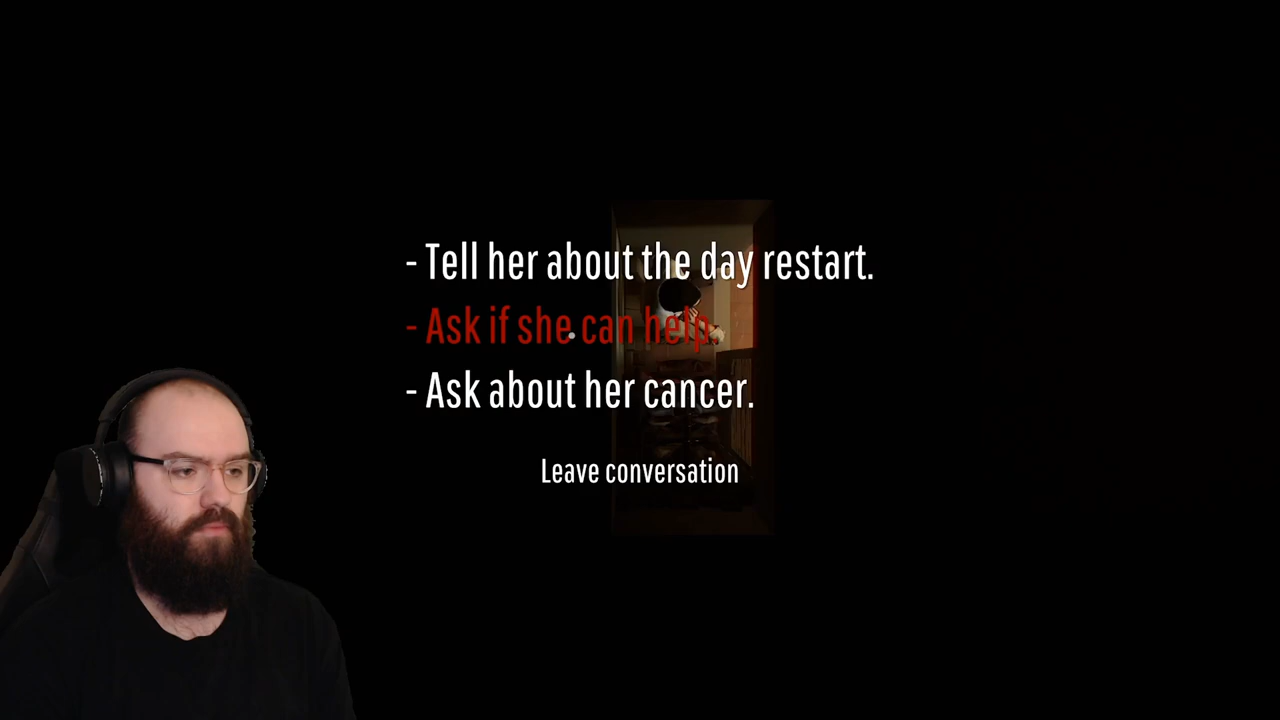 - Tell her about the day restart.
- Ask if she can help.
- Ask about her cancer.
Leave conversation